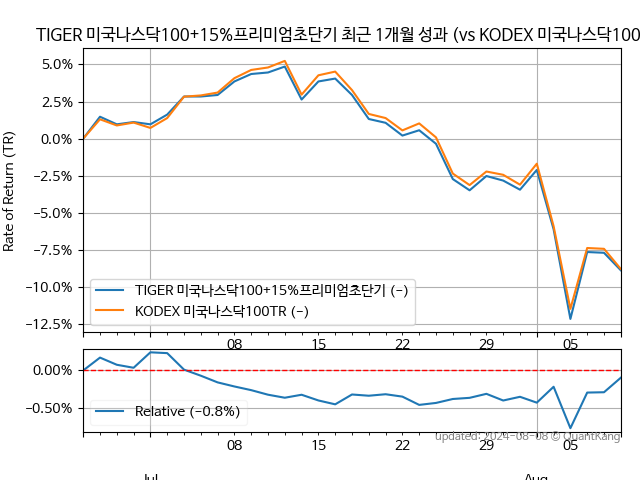 TIGER 미국나스닥100+15%프리미엄초단기 최근 1개월 성과 (vs KODEX 미국나스닥100
Rate of Return (TR)
5.0%
2.5%
0.0%
−2.5%
−5.0%
−7.5%
−10.0%
−12.5%
TIGER 미국나스닥100+15%프리미엄초단기 (−)
KODEX 미국나스닥100TR (−)
08
15
22
29
05
0.00%
−0.50%
Relative (−0.8%)
updated: 2024−08−08 © QuantKang
08
15
22
29
05
Jul
Aug